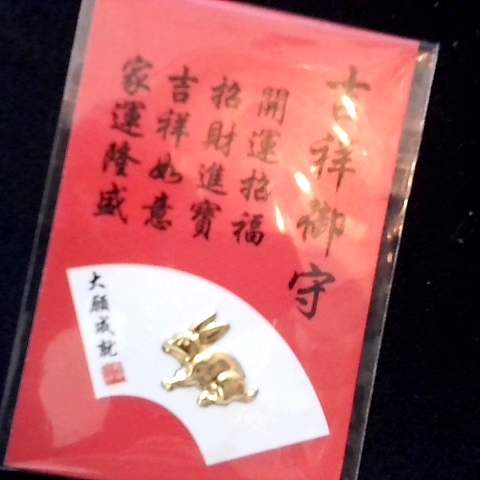 吉祥御守
開運招福
招財進寶
吉祥如意
家運隆盛
大願成就